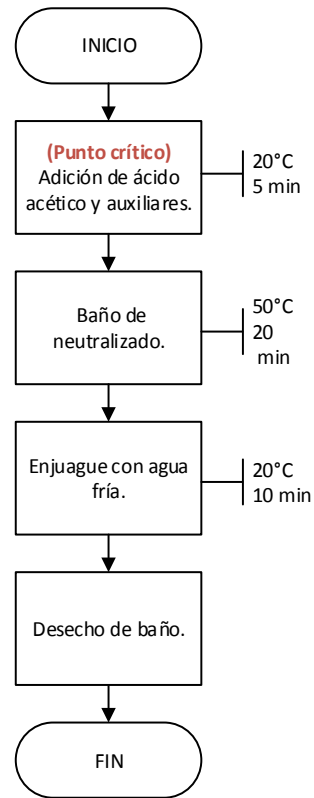 INICIO
(Punto crítico)
Adición de ácido
acético y auxiliares.
20°C
5 min
Baño de
neutralizado.
50°C
20
min
Enjuague con agua
fría.
20°C
10 min
Desecho de baño.
FIN